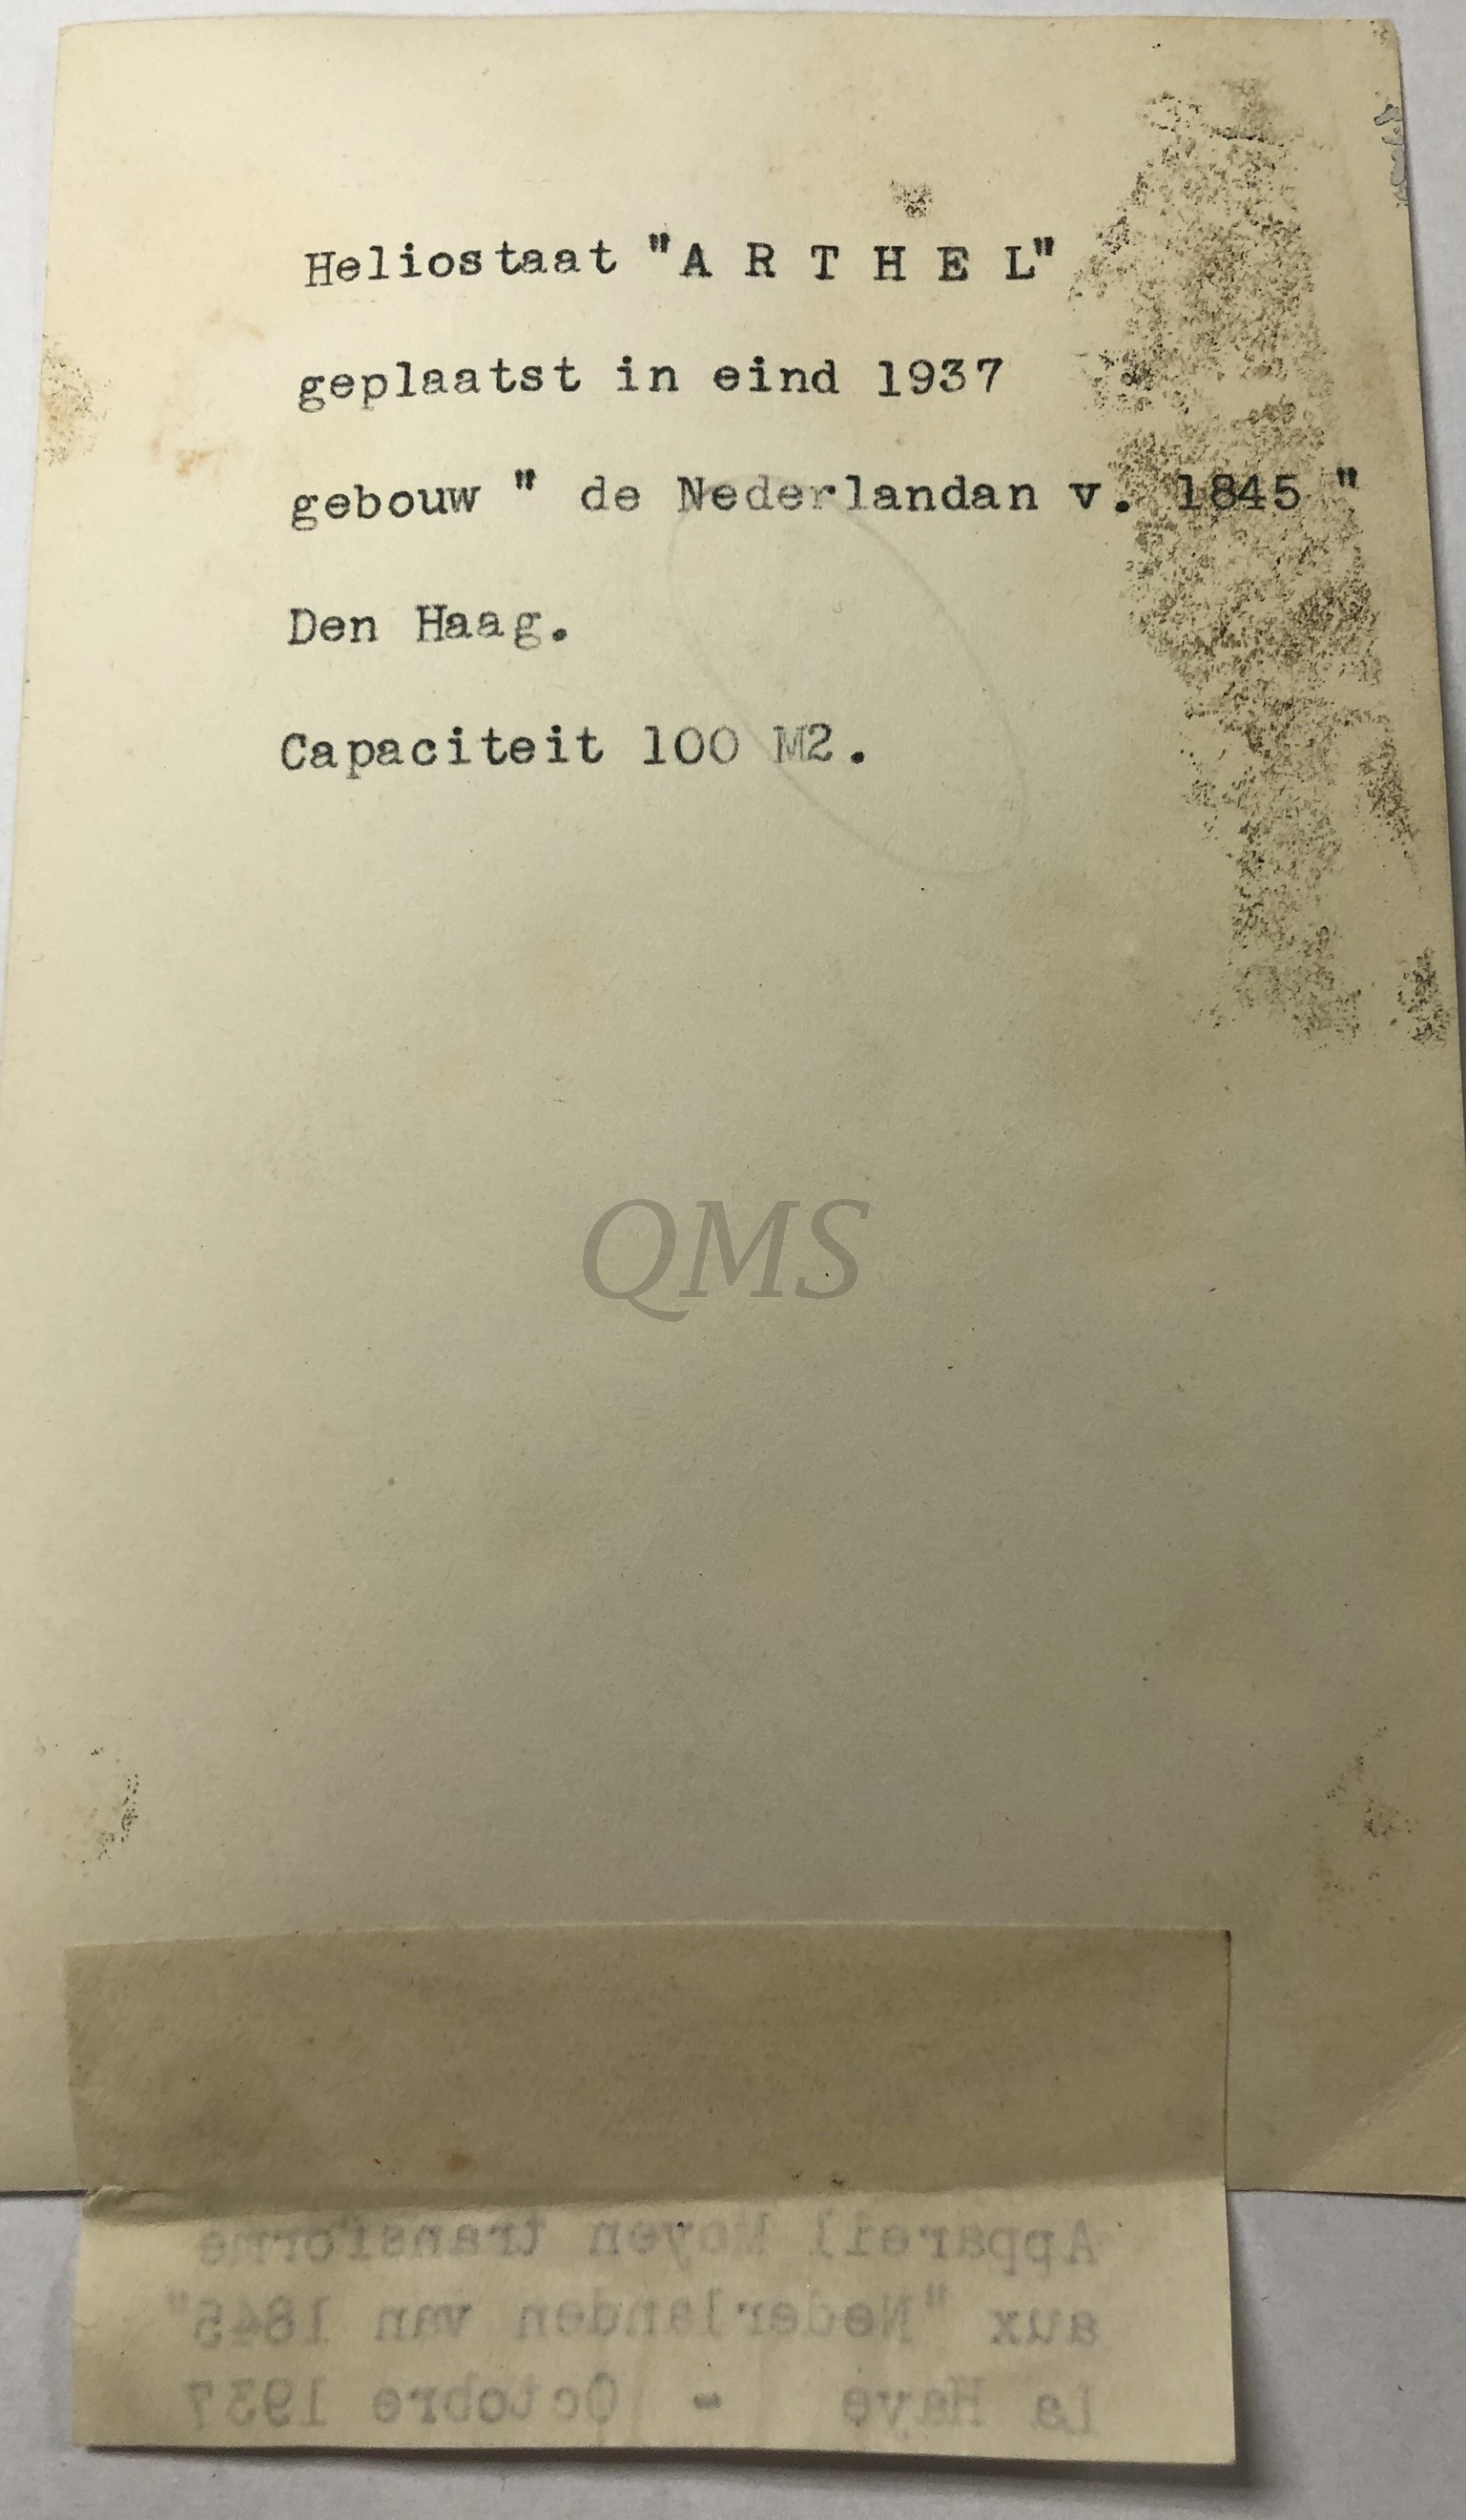 Heliostaat "A R T H E L"
geplaatst in eind 1937
gebouw " de Nederlandan v. 1845 "
Den Haag.
Capaciteit 100 M2.
QMS
Appareil Moyen transforme
aux "Nederlanden van 1845"
La Haye - Octobre 1937